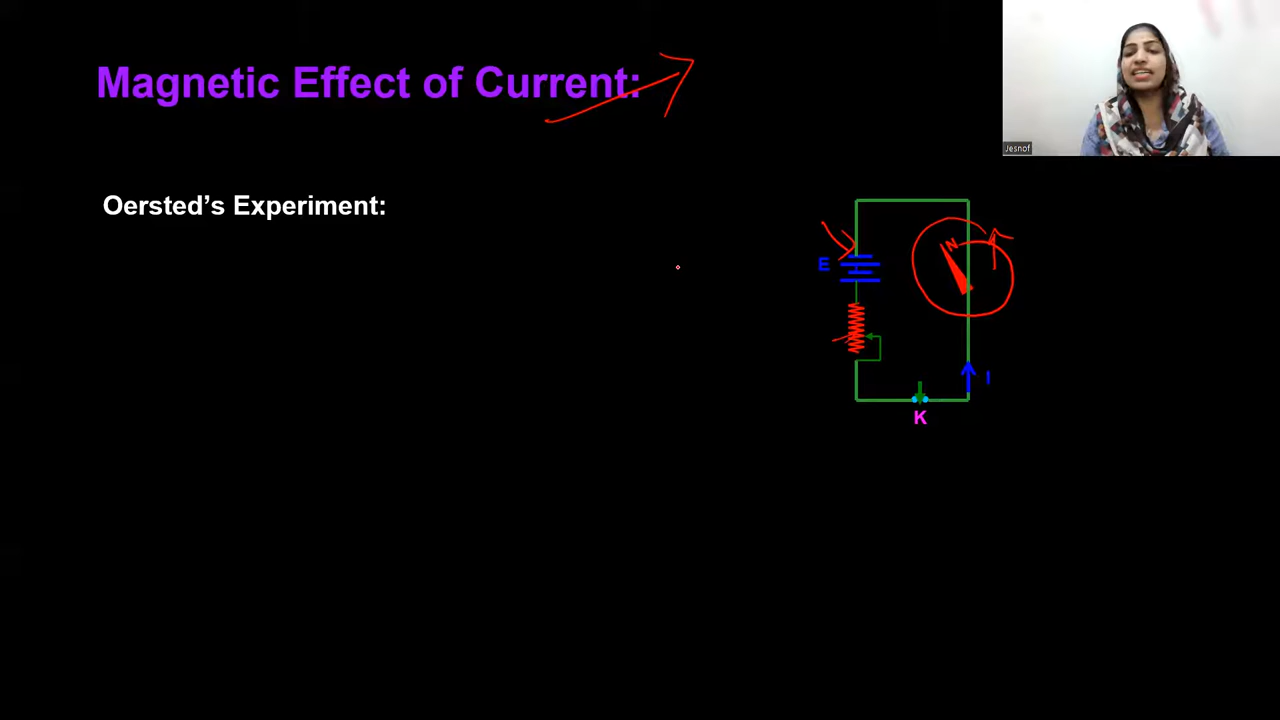 Magnetic Effect of Current:
Jesnof
Oersted’s Experiment:
N
E
I
K